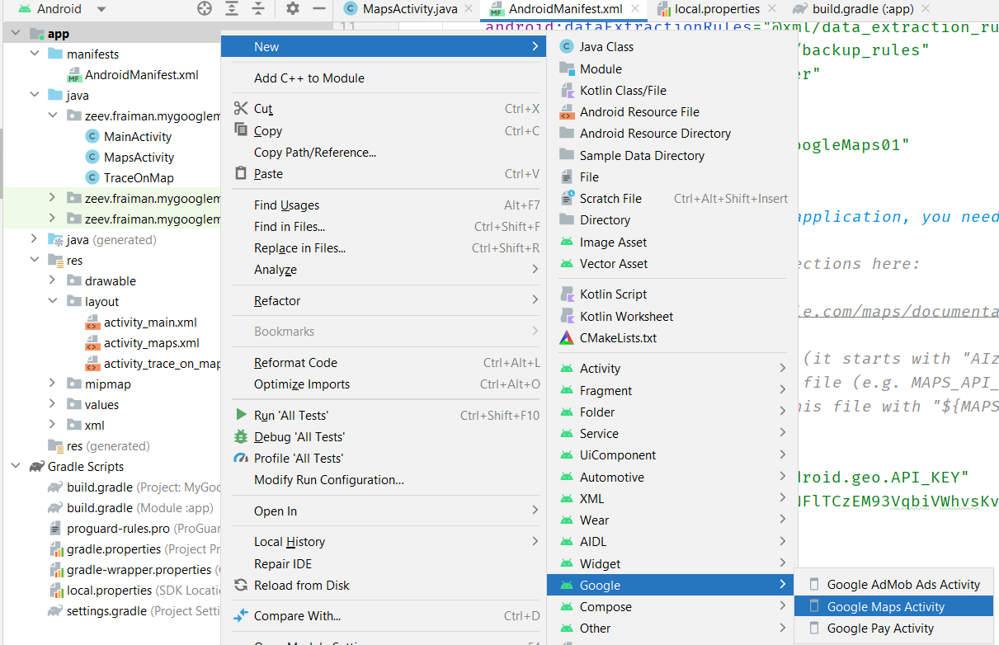 Android
MapsActivity.java
AndroidManifest.xml
local.properties
build.gradle (:app)
app
manifests
AndroidManifest.xml
java
zeev.fraiman.mygooglem
MainActivity
MapsActivity
TraceOnMap
zeev.fraiman.mygooglem
zeev.fraiman.mygooglem
java (generated)
res
drawable
layout
activity_main.xml
activity_maps.xml
activity_trace_on_map
mipmap
values
xml
res (generated)
Gradle Scripts
build.gradle (Project: MyGoo
build.gradle (Module :app)
proguard-rules.pro (ProGuar
gradle.properties (Project Pr
gradle-wrapper.properties (
local.properties (SDK Locati
settings.gradle (Project Setti
New
Add C++ to Module
Cut Ctrl+X
Copy Ctrl+C
Copy Path/Reference...
Paste Ctrl+V
Find Usages Alt+F7
Find in Files... Ctrl+Shift+F
Replace in Files... Ctrl+Shift+R
Analyze
Refactor
Bookmarks
Reformat Code Ctrl+Alt+L
Optimize Imports Ctrl+Alt+O
Run 'All Tests' Ctrl+Shift+F10
Debug 'All Tests'
Profile 'All Tests'
Modify Run Configuration...
Open In
Local History
Repair IDE
Reload from Disk
Compare With... Ctrl+D
Java Class
Module
Kotlin Class/File
Android Resource File
Android Resource Directory
Sample Data Directory
File
Scratch File Ctrl+Alt+Shift+Insert
Directory
Image Asset
Vector Asset
Kotlin Script
Kotlin Worksheet
CMakeLists.txt
Activity
Fragment
Folder
Service
UiComponent
Automotive
XML
Wear
AIDL
Widget
Google
Compose
Other
Google AdMob Ads Activity
Google Maps Activity
Google Pay Activity
11 android:dataExtractionRules="@xml/data_extraction_ru
/backup_rules"
er"
oogleMaps01"
application, you need
ections here:
le.com/maps/documenta
(it starts with "AIz
file (e.g. MAPS_API_
his file with "${MAPS
droid.geo.API_KEY"
FlTCzEM93VqbiVWhvsKv